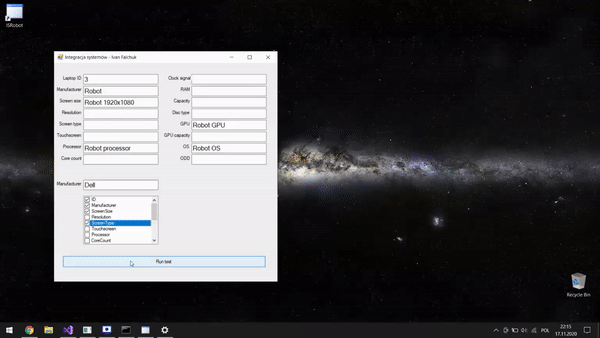 ISRobot
Integracja systemów - Ivan Falchuk
Laptop ID 3
Manufacturer Robot
Screen size Robot 1920x1080
Resolution
Screen type
Touchscreen
Processor Robot processor
Core count
Clock signal
RAM
Capacity
Disc type
GPU Robot GPU
GPU capacity
OS Robot OS
ODD
Manufacturer Dell
ID
Manufacturer
ScreenSize
Resolution
ScreenType
Touchscreen
Processor
CoreCount
Run test
Recycle Bin
POL
22:15
17.11.2020